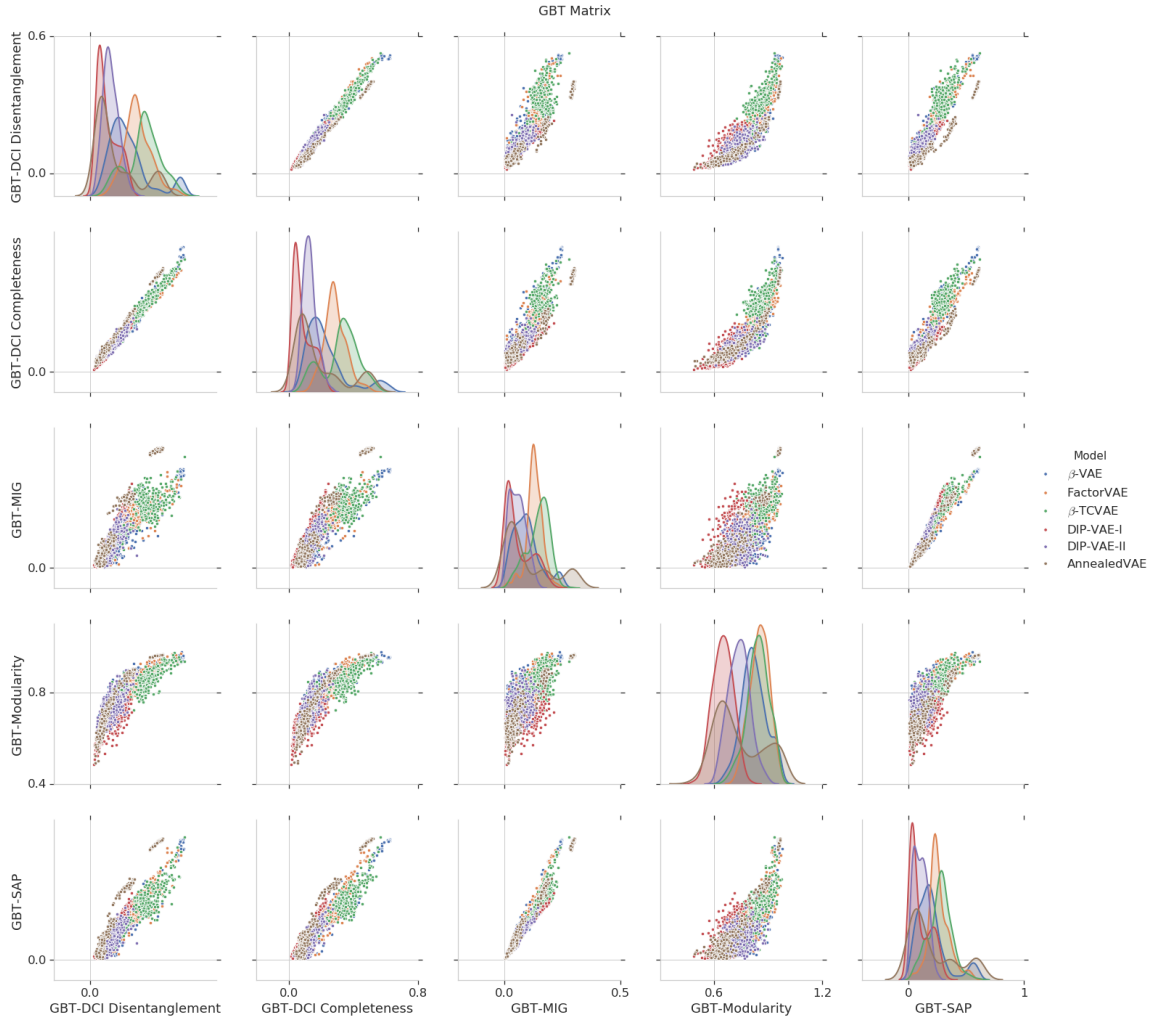 GBT Matrix
0.6
GBT-DCI Disentanglement
0.0
GBT-DCI Completeness
0.0
GBT-MIG
0.0
Model
β-VAE
FactorVAE
β-TCVAE
DIP-VAE-I
DIP-VAE-II
AnnealedVAE
GBT-Modularity
0.8
0.4
GBT-SAP
0.0
0.0 0.0 0.8 0.0 0.5 0.6 1.2 0 1
GBT-DCI Disentanglement GBT-DCI Completeness GBT-MIG GBT-Modularity GBT-SAP